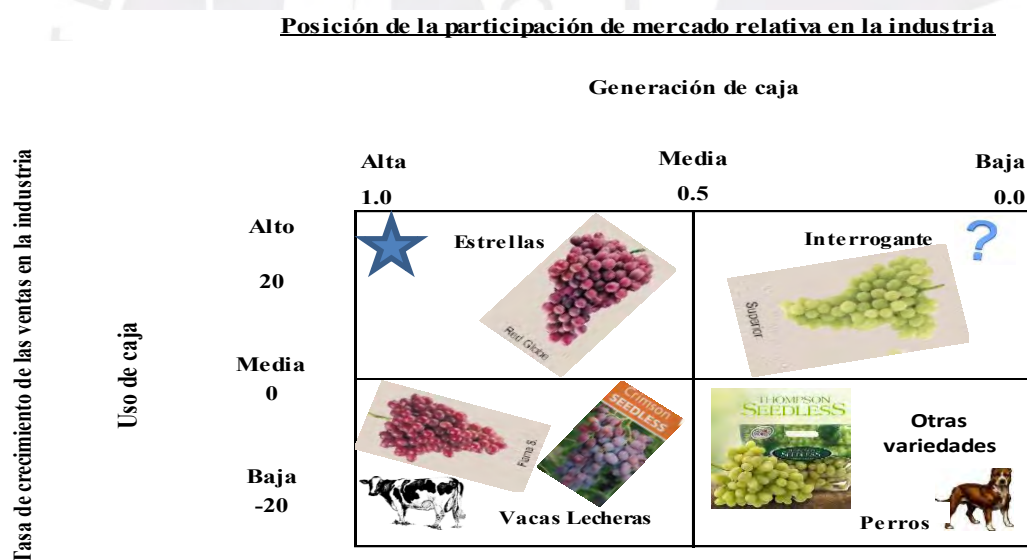 Posición de la participación de mercado relativa en la industria
Generación de caja
Alta
Media
Baja
1.0
0.5
0.0
Tasa de crecimiento de las ventas en la industria
Uso de caja
Alto
20
Media
0
Baja
-20
Estrellas
Red Globe
Interrogante
?
Superior
Flame S.
Crimson
SEEDLESS
Vacas Lecheras
THOMPSON
SEEDLESS
SEEDLESS
Otras
variedades
Perros